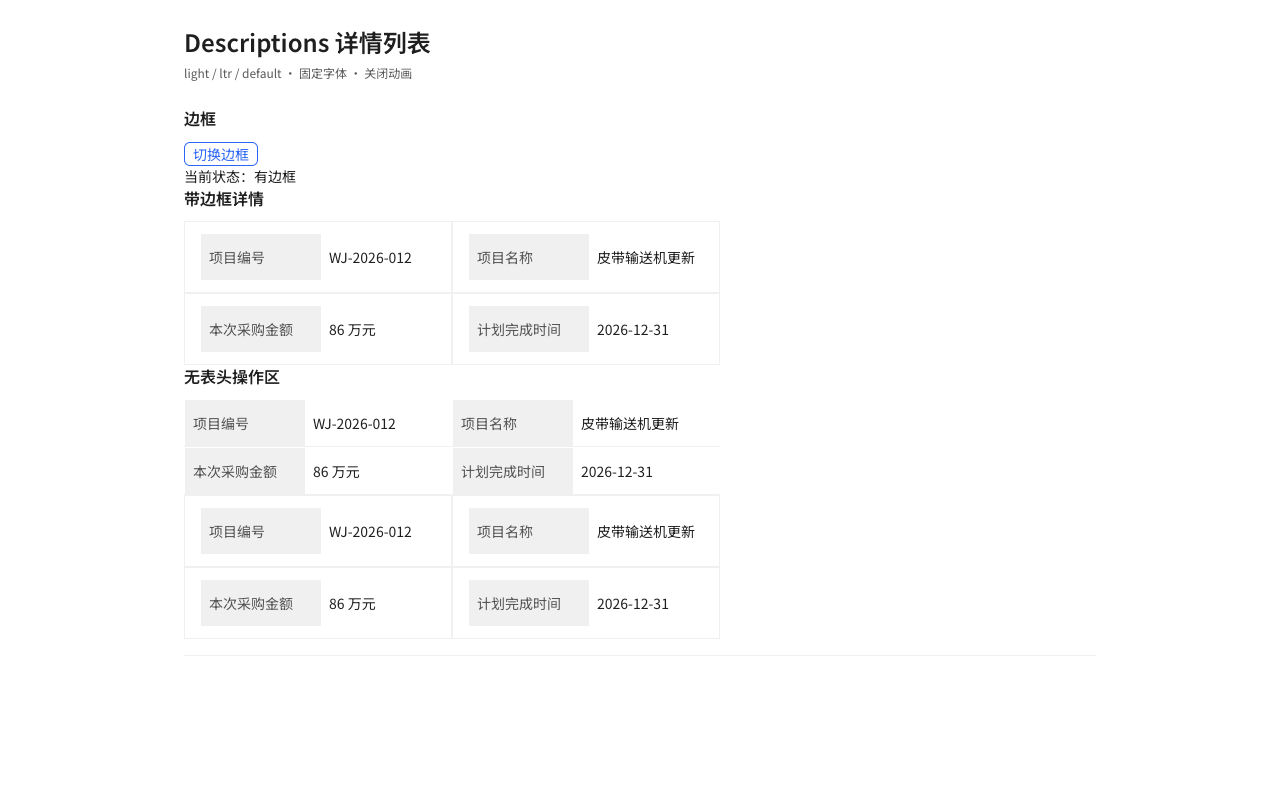 Descriptions 详情列表
light / ltr / default · 固定字体 · 关闭动画
边框
切换边框
当前状态：有边框
带边框详情
项目编号 WJ-2026-012 项目名称 皮带输送机更新
本次采购金额 86 万元 计划完成时间 2026-12-31
无表头操作区
项目编号 WJ-2026-012 项目名称 皮带输送机更新
本次采购金额 86 万元 计划完成时间 2026-12-31
项目编号 WJ-2026-012 项目名称 皮带输送机更新
本次采购金额 86 万元 计划完成时间 2026-12-31